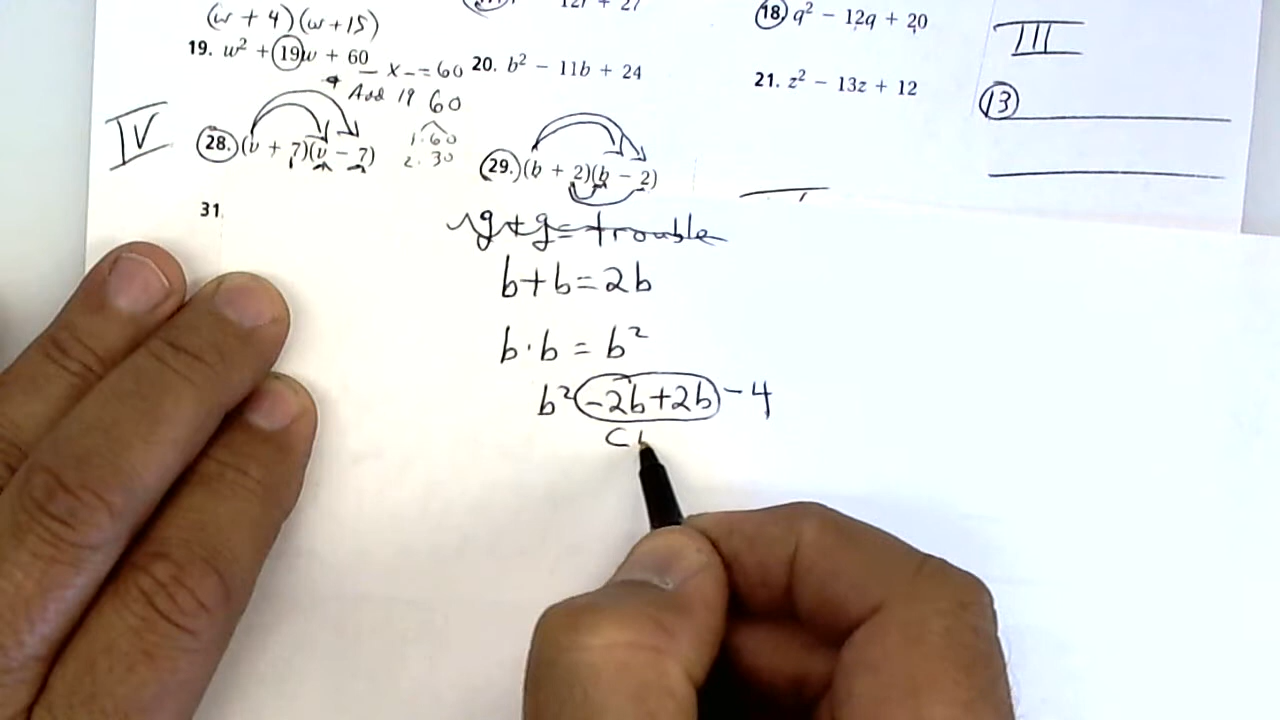 (w + 4)(w + 15)
18. q² − 12q + 20
III
19. w² + 19w + 60
_ x _ = 60
Add 19
60
1·60
2. 30
20. b² − 11b + 24
21. z² − 13z + 12
13
IV
28. (v + 7)(v − 7)
29. (b + 2)(b − 2)
31.
g+g= trouble
b+b=2b
b·b = b²
b² −2b+2b −4